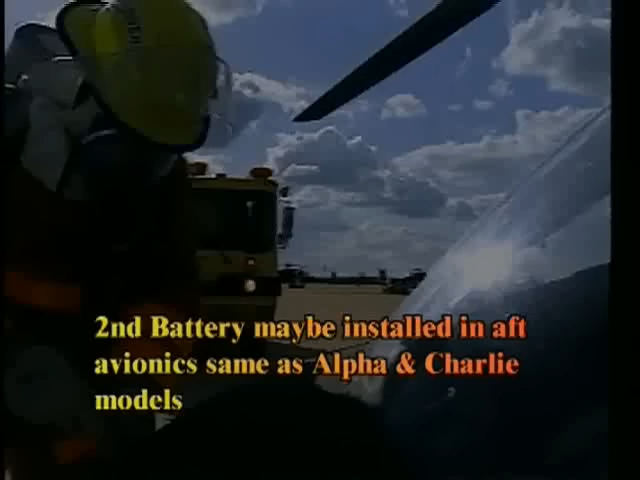 2nd Battery maybe installed in aft
avionics same as Alpha & Charlie
models